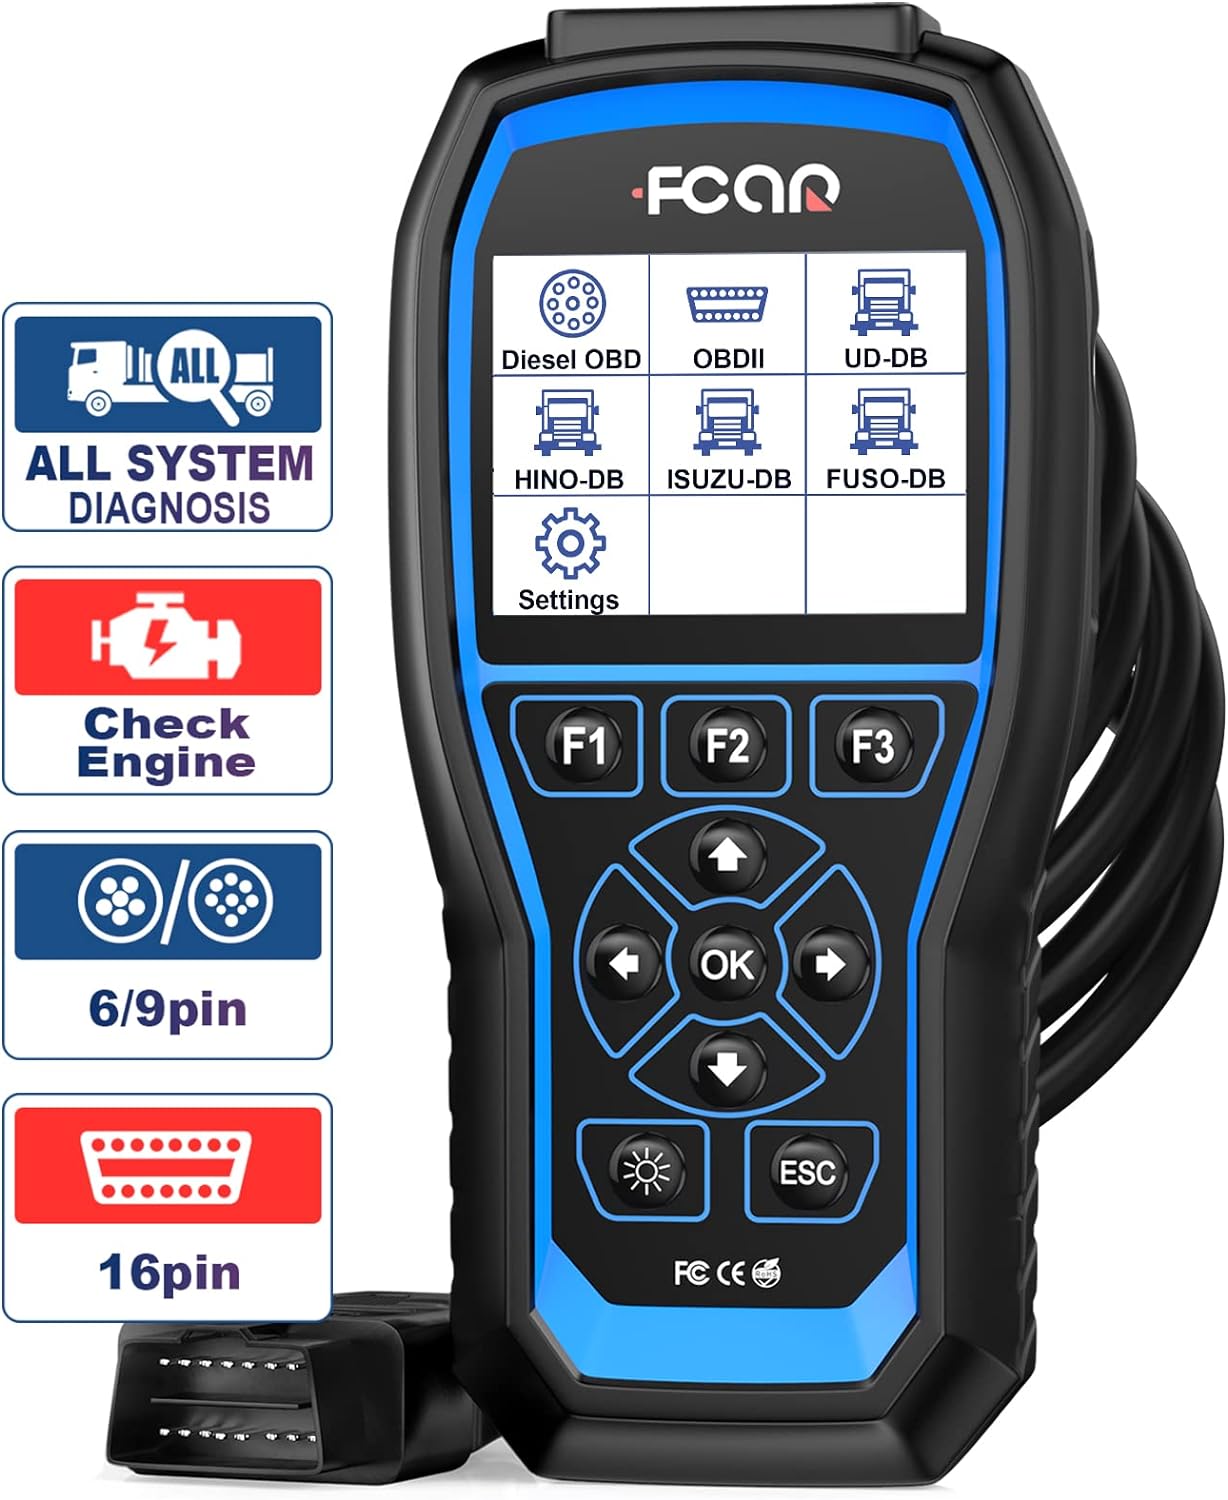 FCAR
Diesel OBD
OBDII
UD-DB
HINO-DB
ISUZU-DB
FUSO-DB
Settings
F1
F2
F3
OK
ESC
FC CE RoHS
ALL
ALL SYSTEM
DIAGNOSIS
Check
Engine
6/9pin
16pin